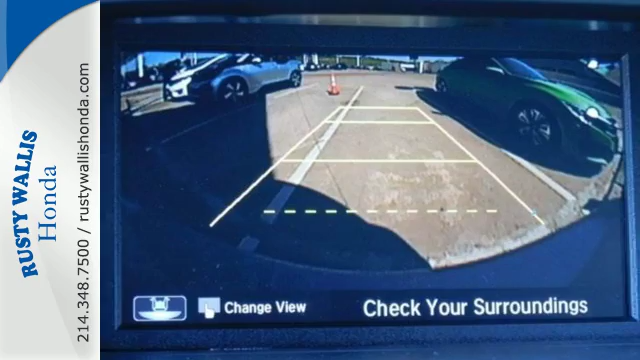 RUSTY WALLIS
Honda
214.348.7500 / rustywallishonda.com
Change View
Check Your Surroundings